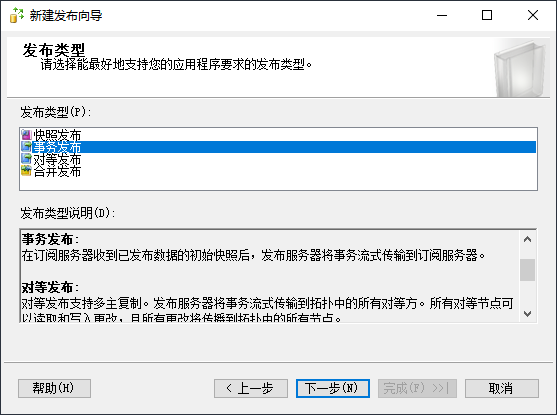 新建发布向导
发布类型
请选择能最好地支持您的应用程序要求的发布类型。
发布类型(P):
快照发布
事务发布
对等发布
合并发布
发布类型说明(D):
事务发布:
在订阅服务器收到已发布数据的初始快照后，发布服务器将事务流式传输到订阅服务器。
对等发布:
对等发布支持多主复制。发布服务器将事务流式传输到拓扑中的所有对等方。所有对等节点可
以读取和写入更改，且所有更改将传播到拓扑中的所有节点。
帮助(H)
< 上一步
下一步(N)
完成(F) >>|
取消